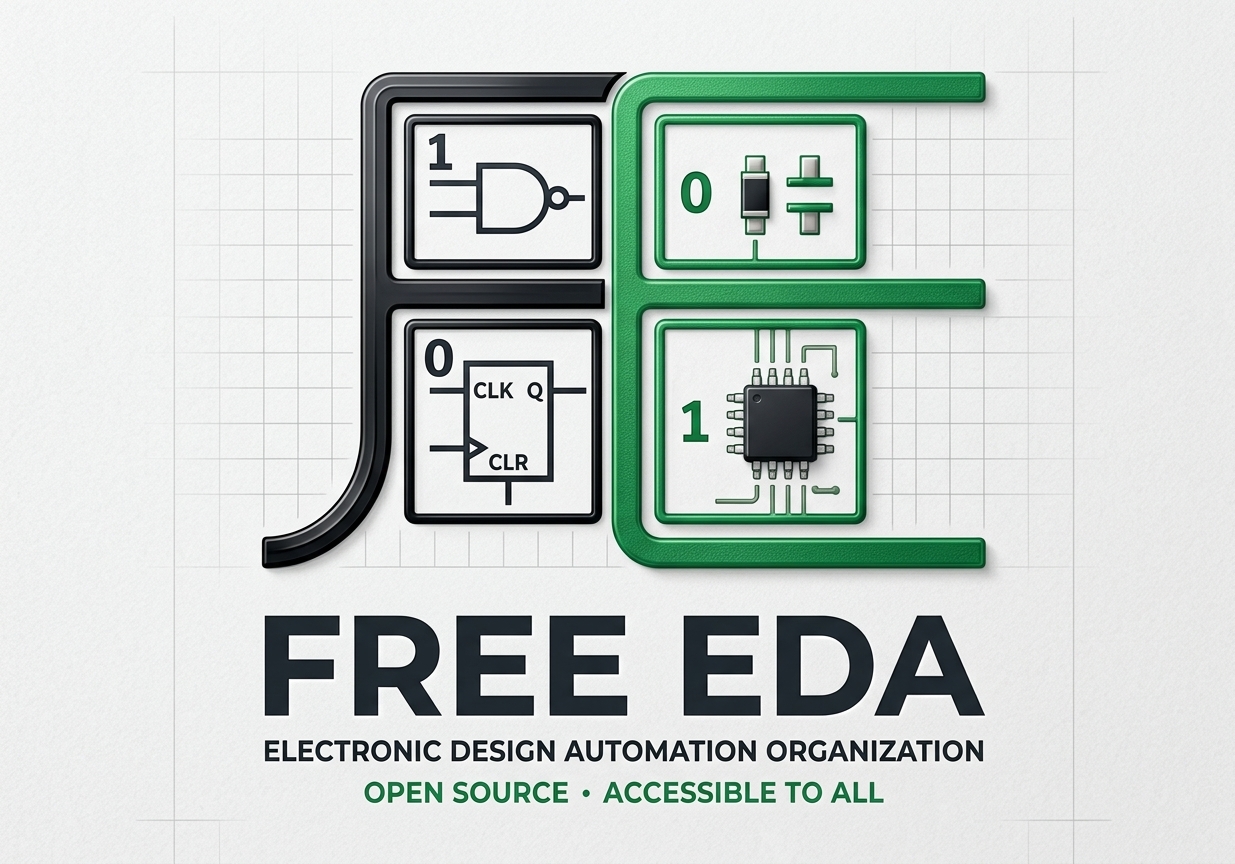 1
0
0
CLK Q
CLR
1
FREE EDA
ELECTRONIC DESIGN AUTOMATION ORGANIZATION
OPEN SOURCE • ACCESSIBLE TO ALL